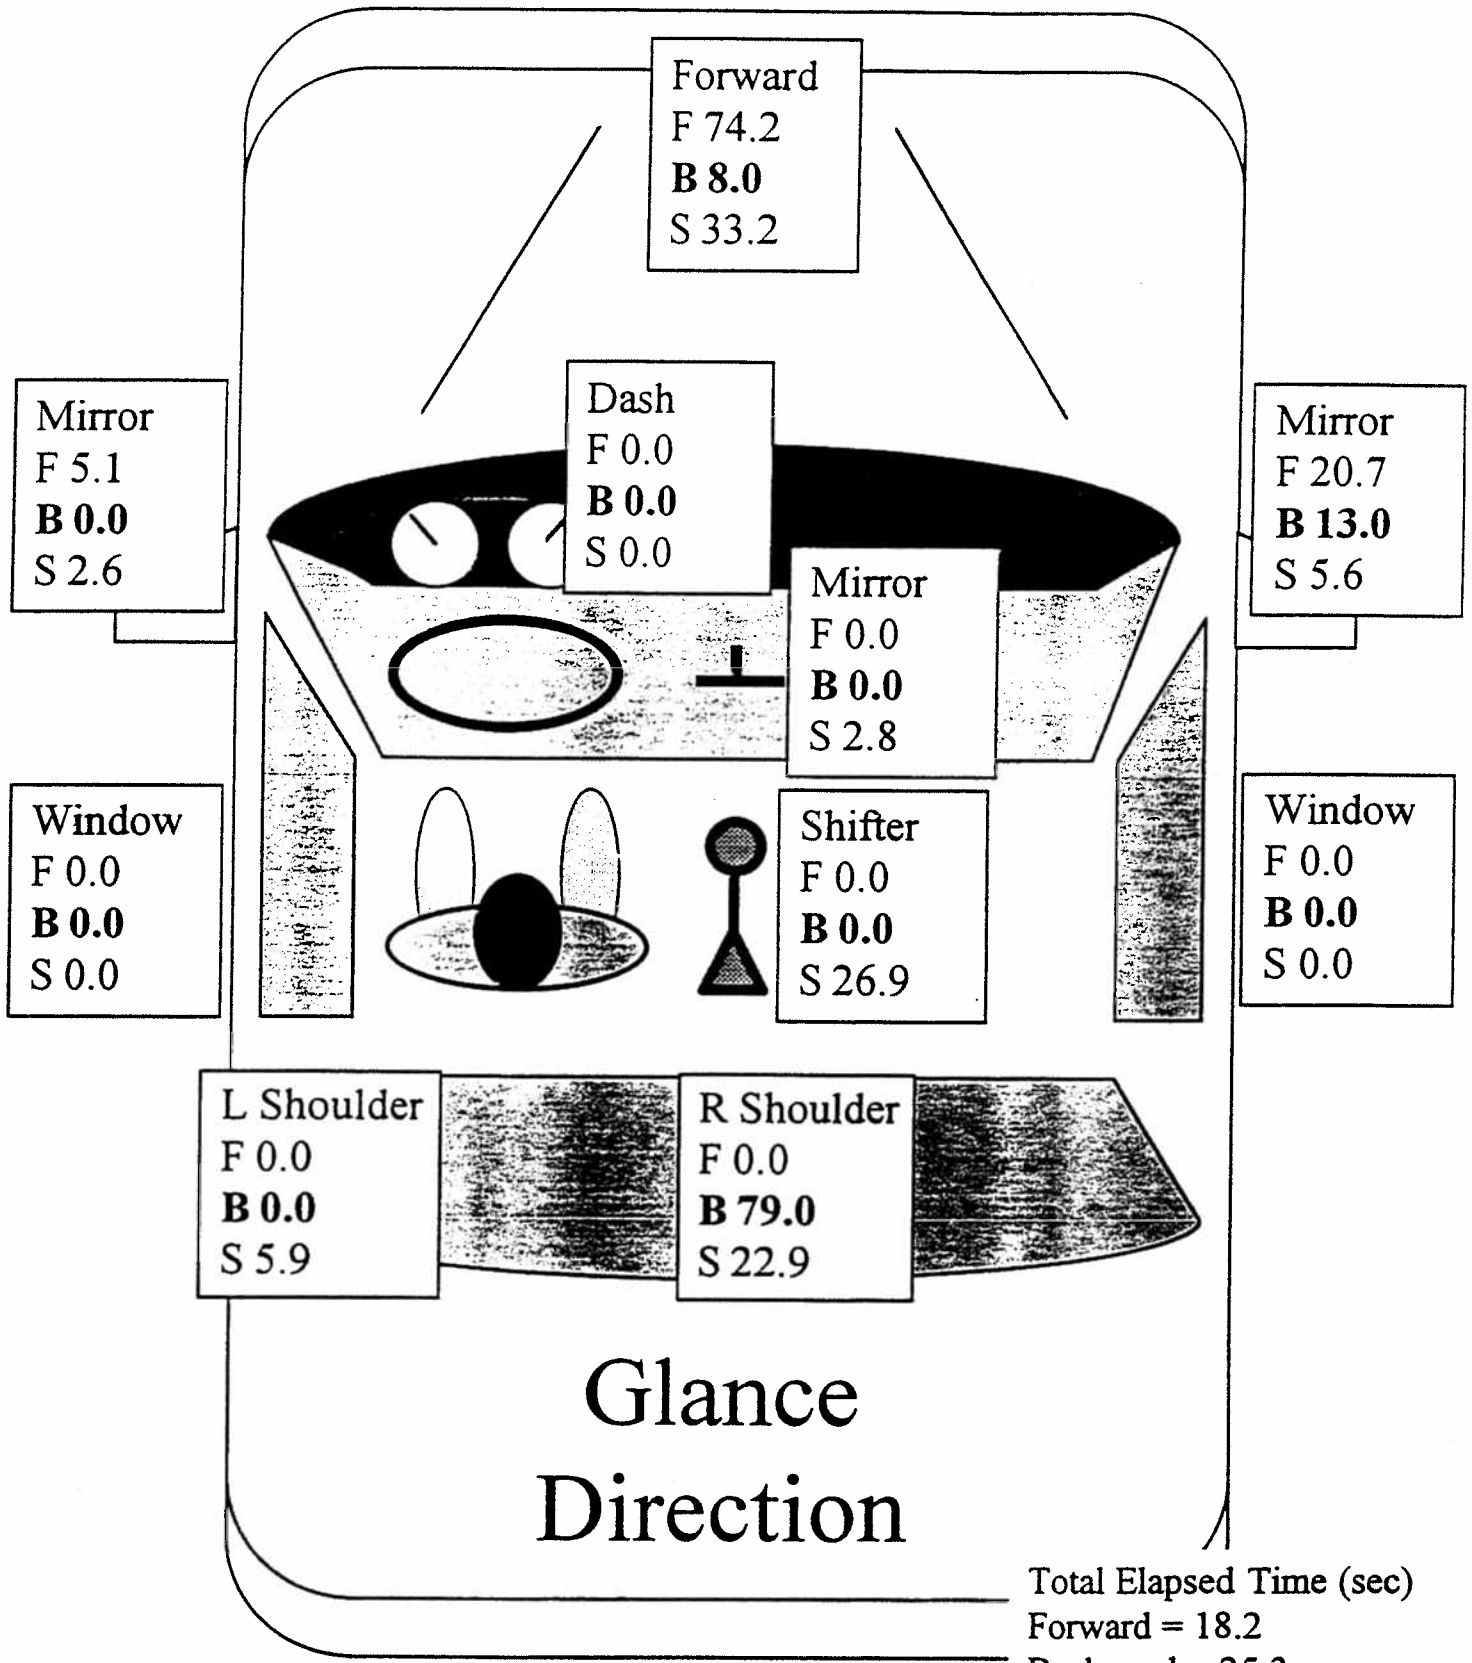 Forward
F 74.2
B 8.0
S 33.2
Mirror
F 5.1
B 0.0
S 2.6
Dash
F 0.0
B 0.0
S 0.0
Mirror
F 20.7
B 13.0
S 5.6
Mirror
F 0.0
B 0.0
S 2.8
Window
F 0.0
B 0.0
S 0.0
Shifter
F 0.0
B 0.0
S 26.9
Window
F 0.0
B 0.0
S 0.0
L Shoulder
F 0.0
B 0.0
S 5.9
R Shoulder
F 0.0
B 79.0
S 22.9
Glance
Direction
Total Elapsed Time (sec)
Forward = 18.2